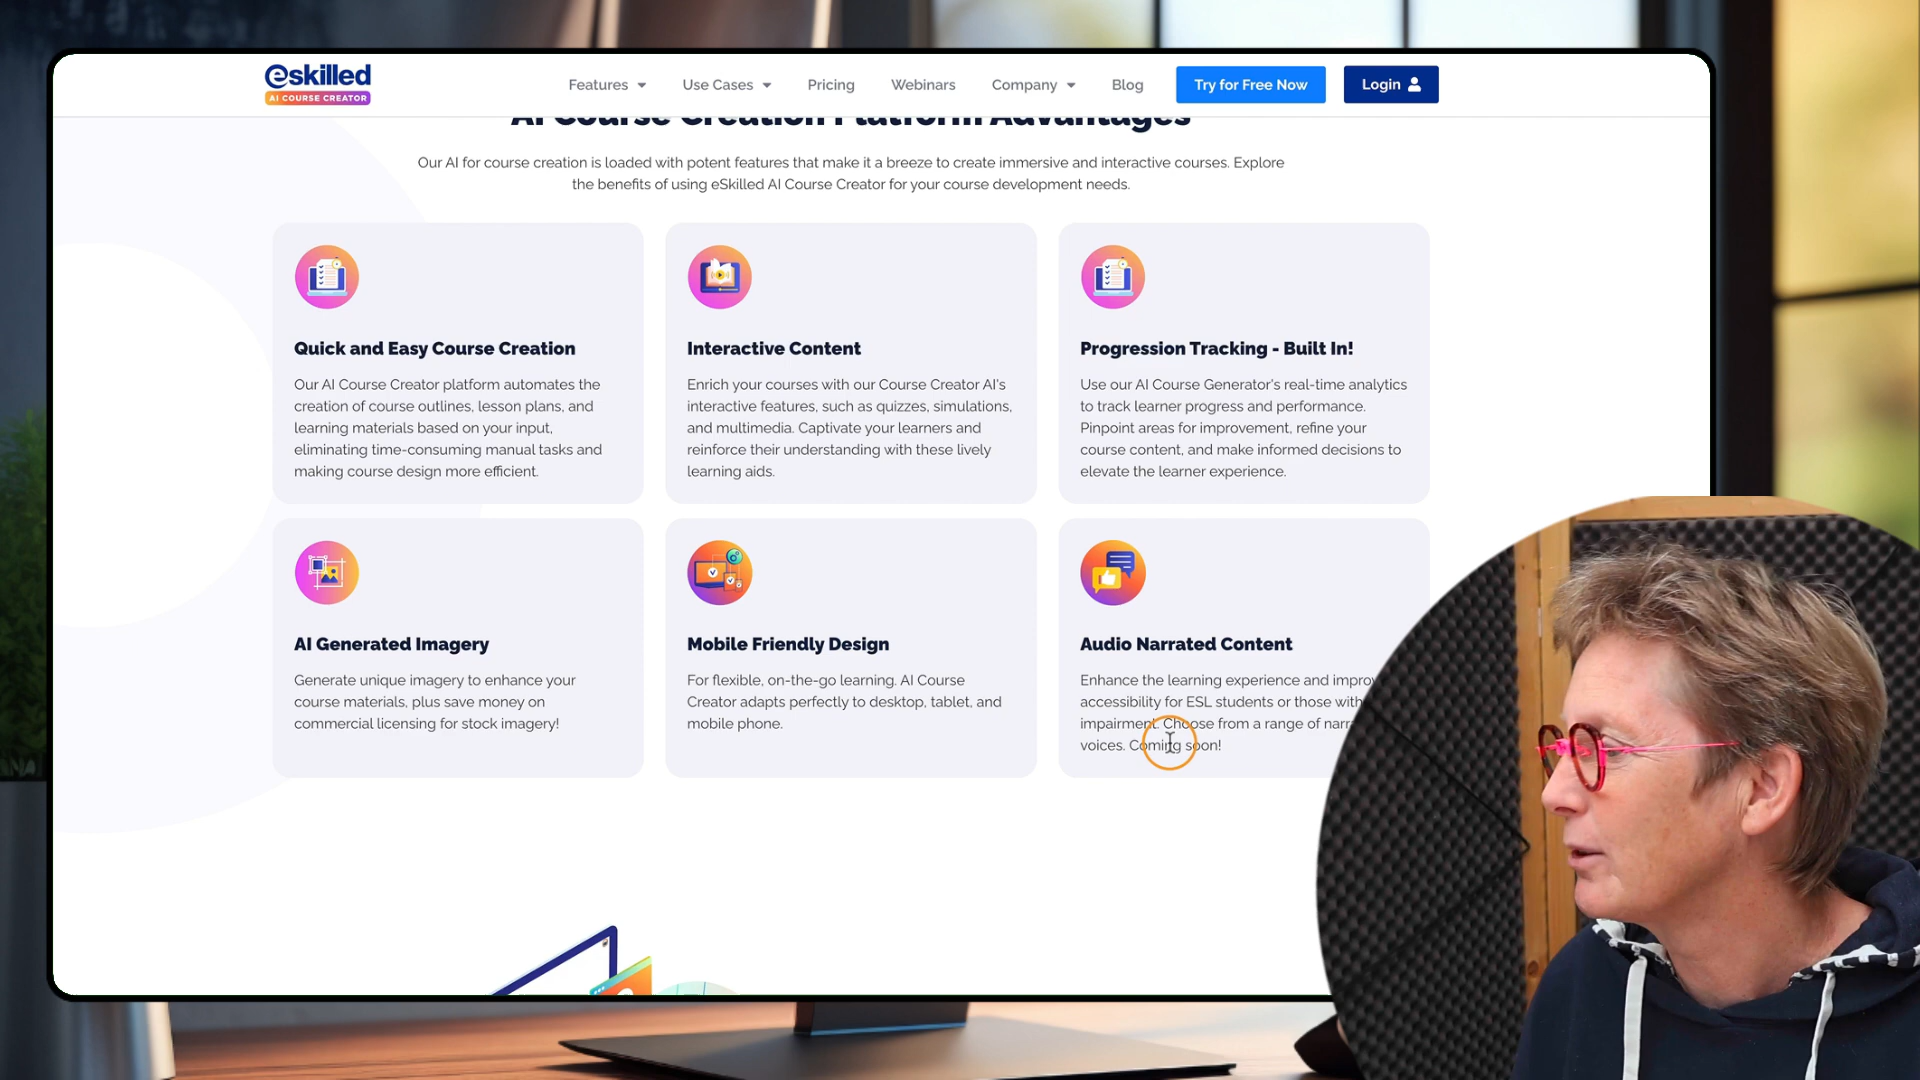 eskilled
AI COURSE CREATOR
Features
Use Cases
Pricing
Webinars
Company
Blog
Try for Free Now
Login
AI Course Creation Platform Advantages
Our AI for course creation is loaded with potent features that make it a breeze to create immersive and interactive courses. Explore
the benefits of using eSkilled AI Course Creator for your course development needs.
Quick and Easy Course Creation
Our AI Course Creator platform automates the
creation of course outlines, lesson plans, and
learning materials based on your input,
eliminating time-consuming manual tasks and
making course design more efficient.
Interactive Content
Enrich your courses with our Course Creator AI's
interactive features, such as quizzes, simulations,
and multimedia. Captivate your learners and
reinforce their understanding with these lively
learning aids.
Progression Tracking - Built In!
Use our AI Course Generator's real-time analytics
to track learner progress and performance.
Pinpoint areas for improvement, refine your
course content, and make informed decisions to
elevate the learner experience.
AI Generated Imagery
Generate unique imagery to enhance your
course materials, plus save money on
commercial licensing for stock imagery!
Mobile Friendly Design
For flexible, on-the-go learning. AI Course
Creator adapts perfectly to desktop, tablet, and
mobile phone.
Audio Narrated Content
Enhance the learning experience and
accessibility for ESL students or those with
impairment. Choose from a range of
voices. Coming soon!